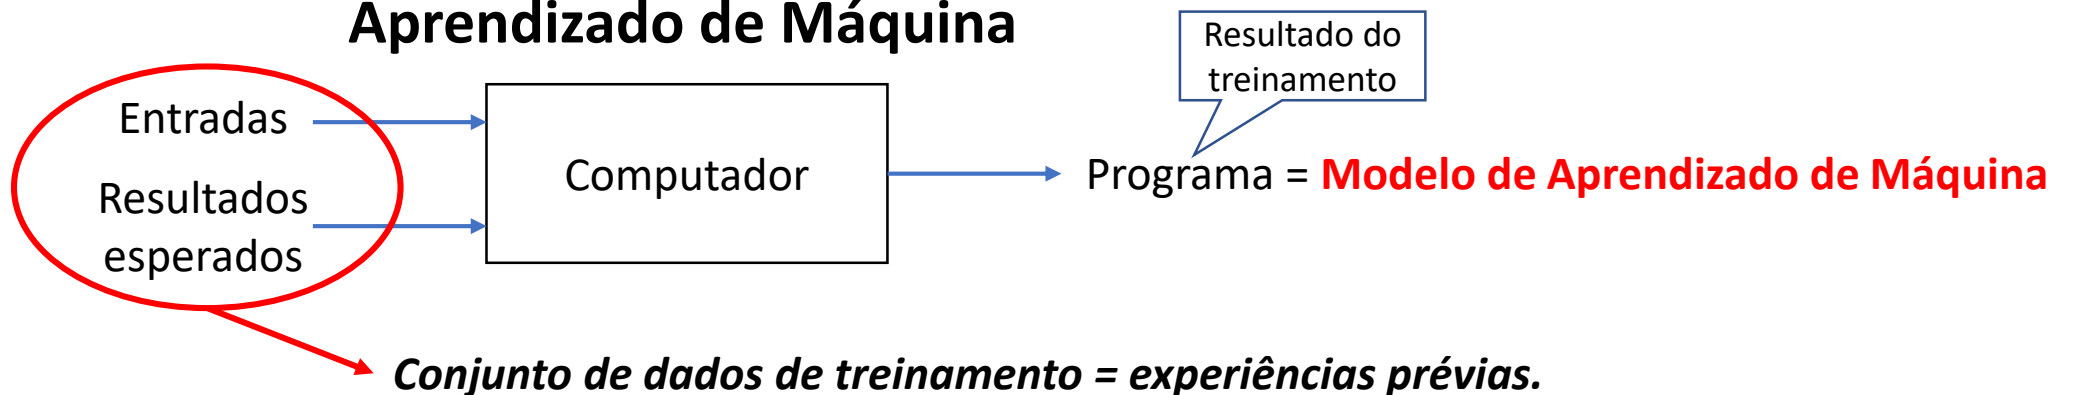 Aprendizado de Máquina
Resultado do
treinamento
Entradas
Resultados
esperados
Computador
Programa = Modelo de Aprendizado de Máquina
Conjunto de dados de treinamento = experiências prévias.